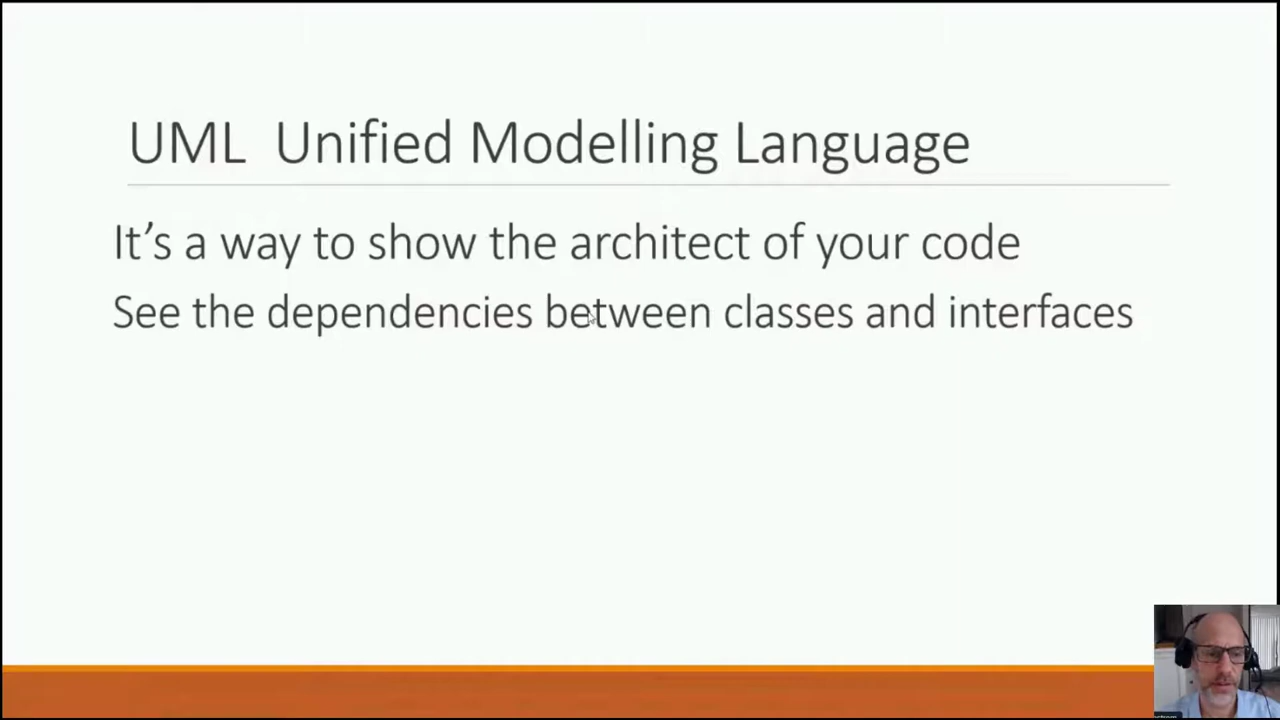 UML  Unified Modelling Language
It's a way to show the architect of your code
See the dependencies between classes and interfaces